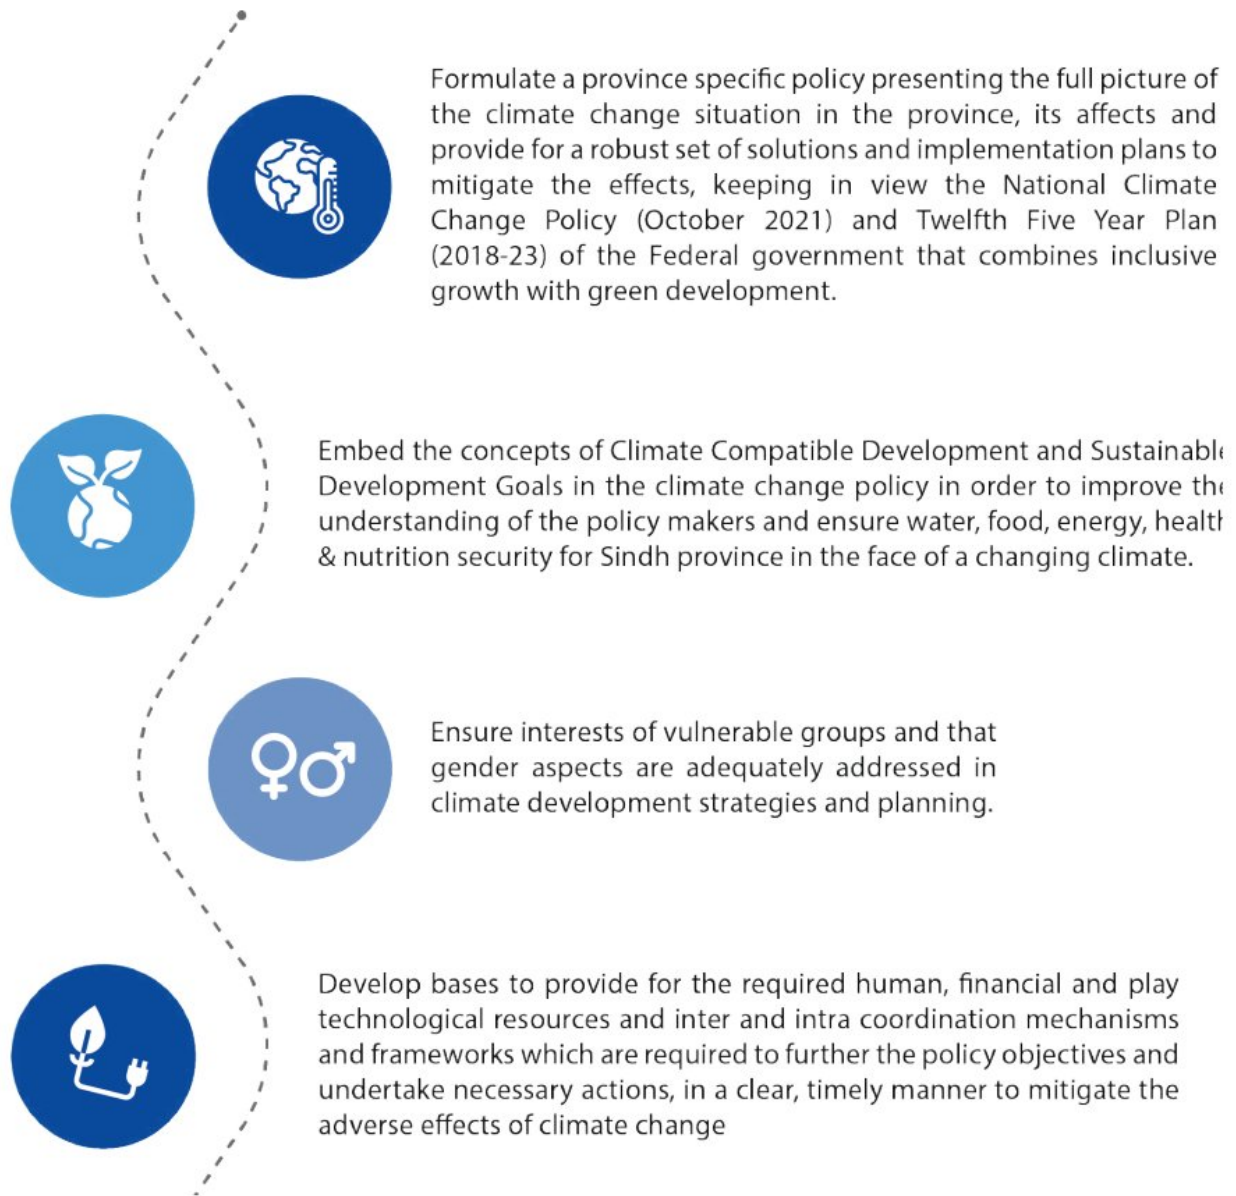 Formulate a province specific policy presenting the full picture of
the climate change situation in the province, its affects and
provide for a robust set of solutions and implementation plans to
mitigate the effects, keeping in view the National Climate
Change Policy (October 2021) and Twelfth Five Year Plan
(2018-23) of the Federal government that combines inclusive
growth with green development.
Embed the concepts of Climate Compatible Development and Sustainable
Development Goals in the climate change policy in order to improve the
understanding of the policy makers and ensure water, food, energy, health
& nutrition security for Sindh province in the face of a changing climate.
Ensure interests of vulnerable groups and that
gender aspects are adequately addressed in
climate development strategies and planning.
Develop bases to provide for the required human, financial and play
technological resources and inter and intra coordination mechanisms
and frameworks which are required to further the policy objectives and
undertake necessary actions, in a clear, timely manner to mitigate the
adverse effects of climate change